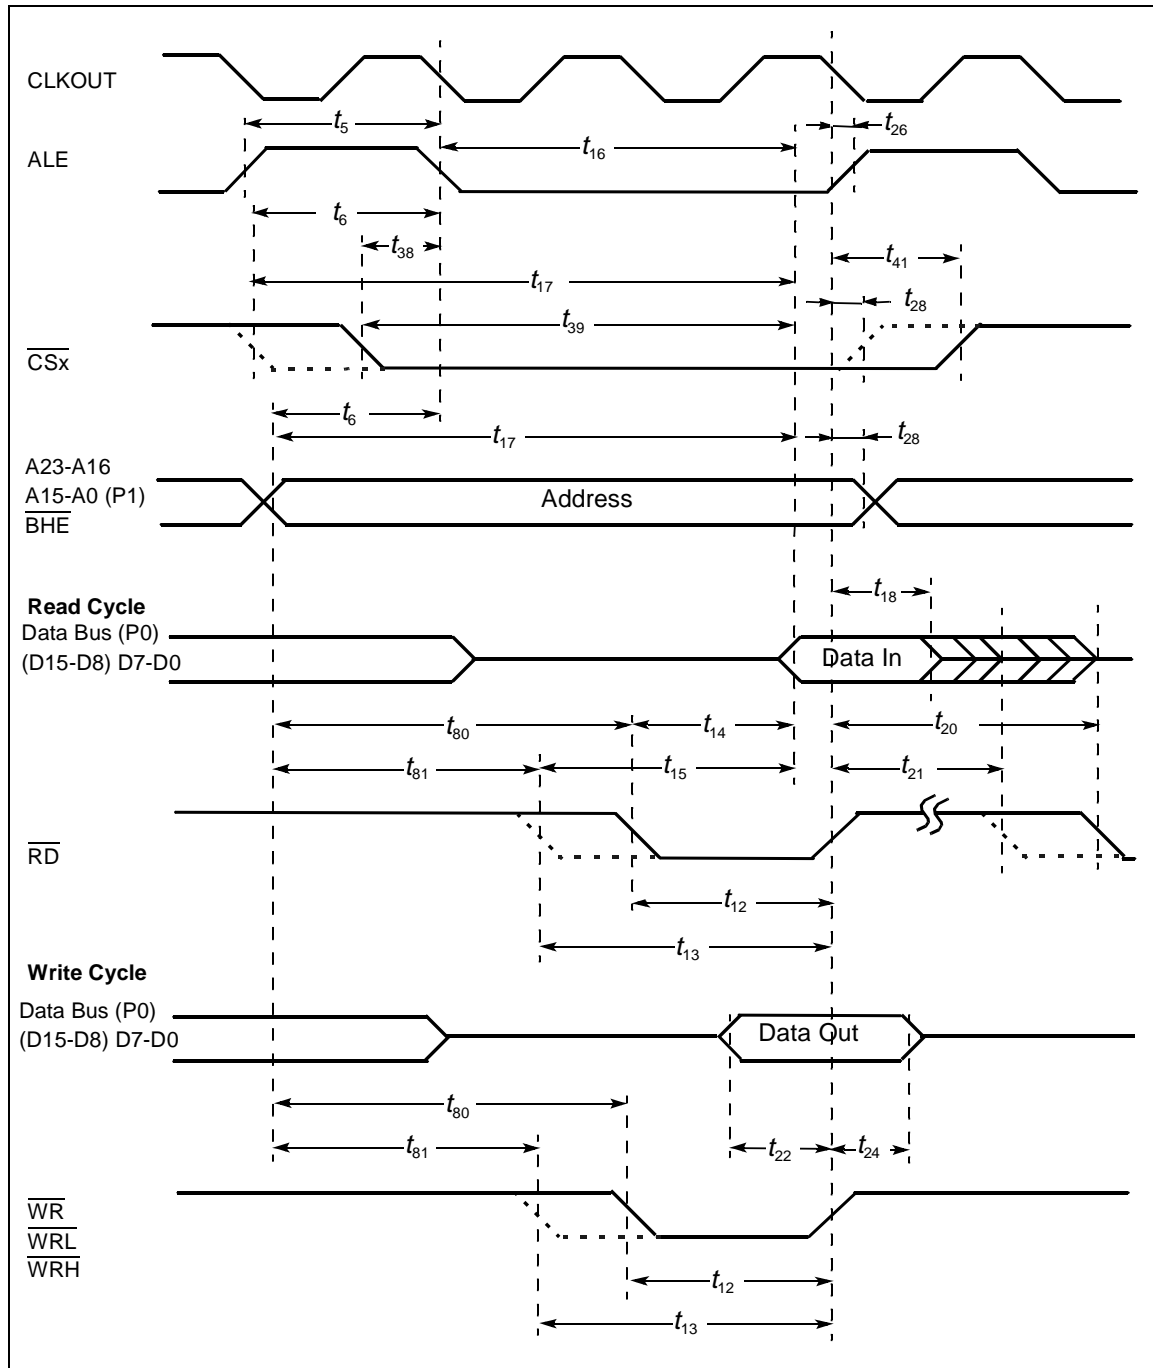 CLKOUT
t5
t26
ALE
t16
t6
t38
t41
t17
t28
t39
CSx
t6
t17
t28
A23-A16
A15-A0 (P1)
Address
BHE
t18
Read Cycle
Data Bus (P0)
(D15-D8) D7-D0
Data In
t80
t14
t20
t81
t15
t21
RD
t12
t13
Write Cycle
Data Bus (P0)
(D15-D8) D7-D0
Data Out
t80
t81
t22
t24
WR
WRL
WRH
t12
t13